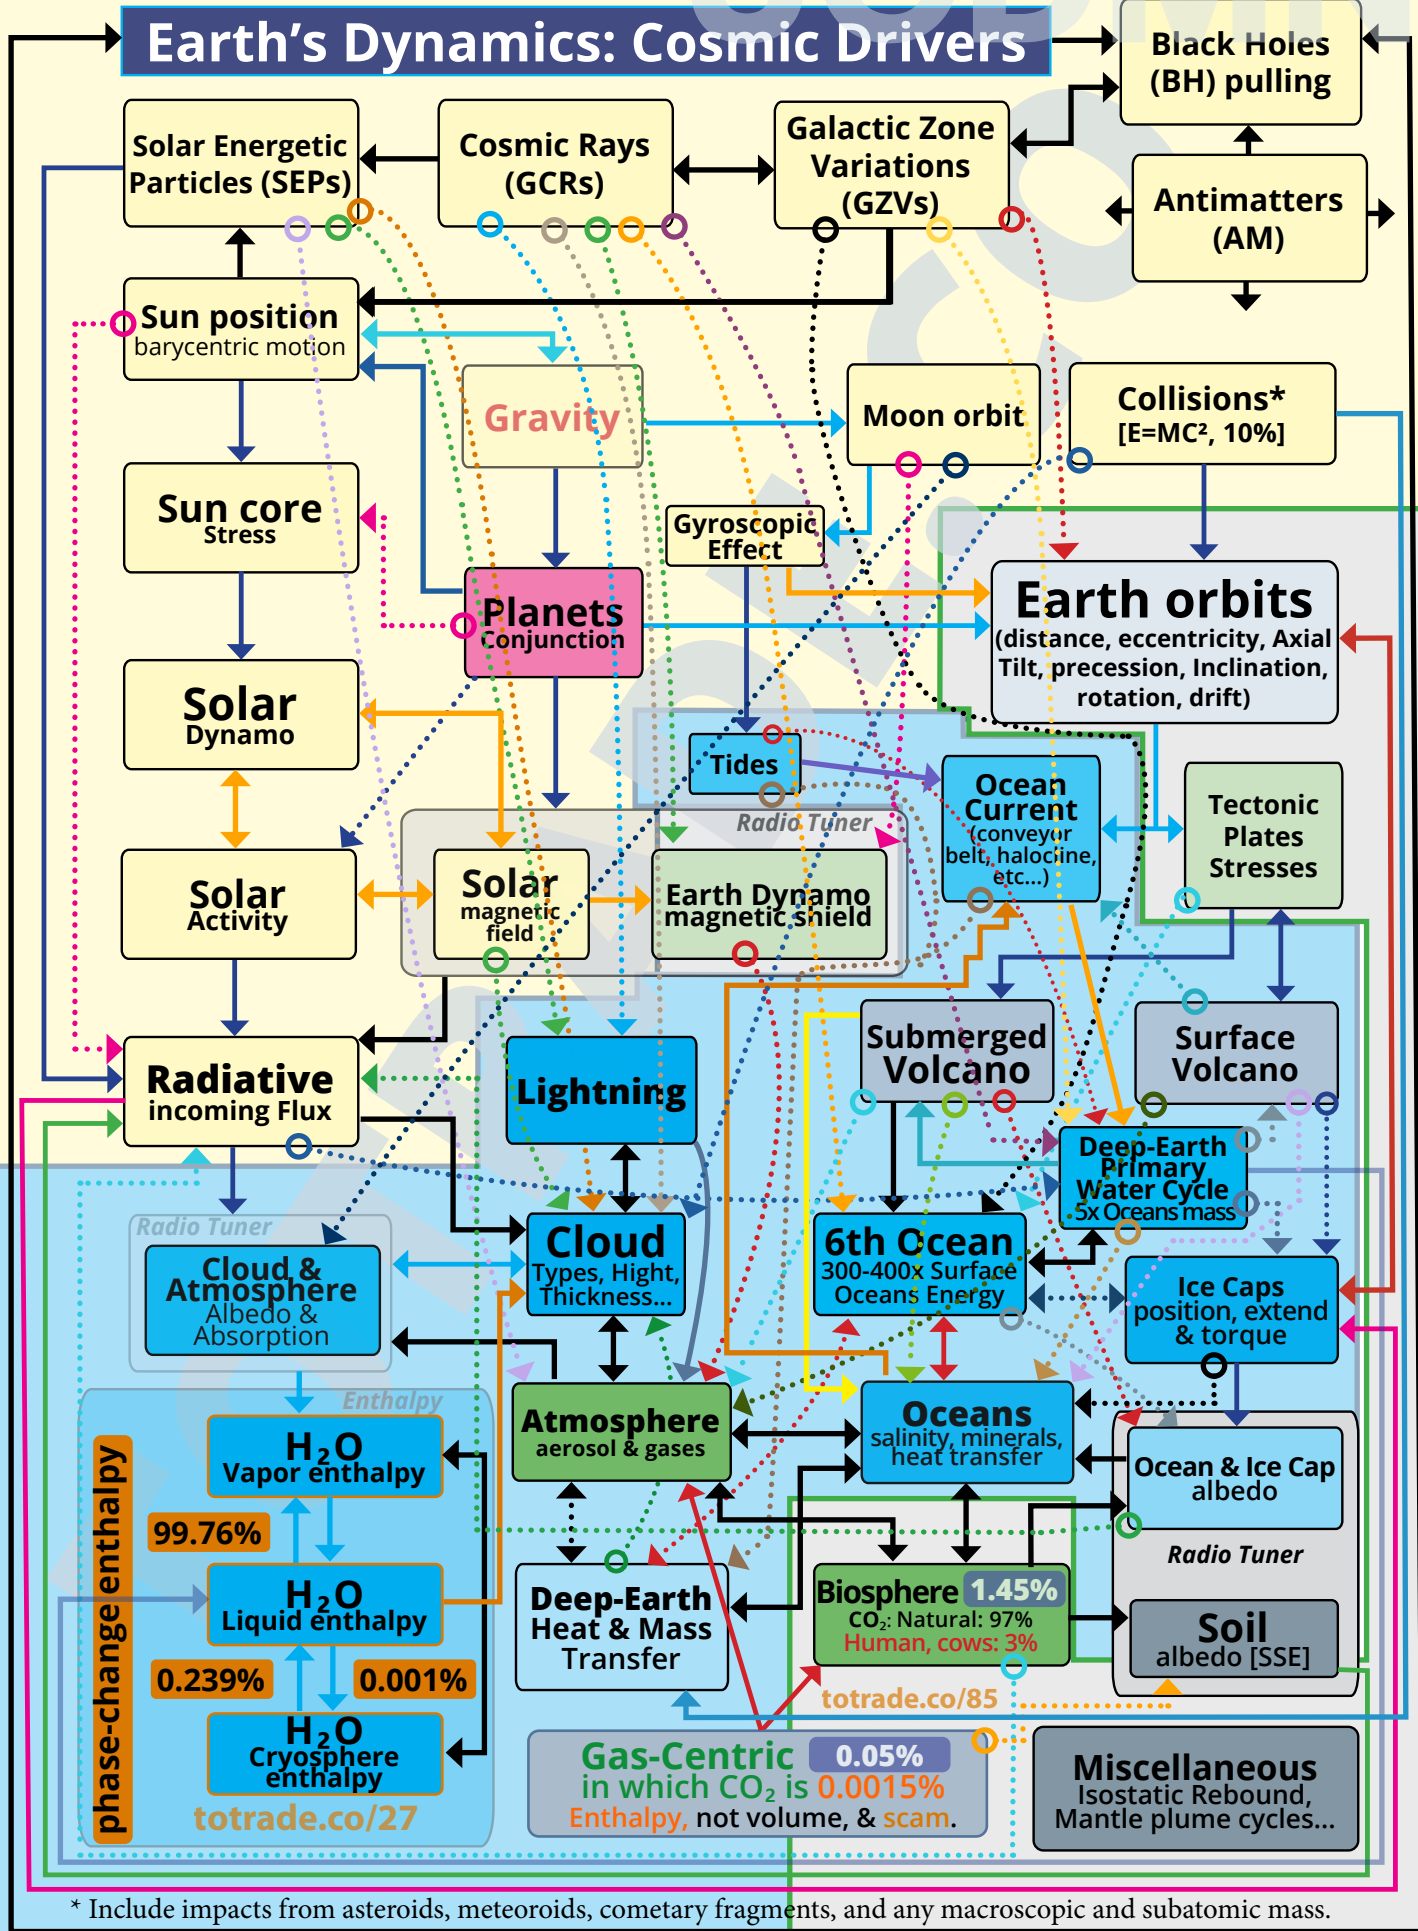 Earth's Dynamics: Cosmic Drivers
Black Holes
(BH) pulling
Solar Energetic
Particles (SEPs)
Cosmic Rays
(GCRs)
Galactic Zone
Variations
(GZVs)
Antimatters
(AM)
Sun position
barycentric motion
Gravity
Moon orbit
Collisions*
[E=MC², 10%]
Sun core
Stress
Gyroscopic
Effect
Planets
Conjunction
Earth orbits
(distance, eccentricity, Axial
Tilt, precession, Inclination,
rotation, drift)
Solar
Dynamo
Tides
Ocean
Current
(conveyor
belt, halocline,
etc...)
Tectonic
Plates
Stresses
Radio Tuner
Solar
Activity
Solar
magnetic
field
Earth Dynamo
magnetic shield
Radiative
incoming Flux
Lightning
Submerged
Volcano
Surface
Volcano
Deep-Earth
Primary
Water Cycle
5x Oceans mass
Radio Tuner
Cloud &
Atmosphere
Albedo &
Absorption
Cloud
Types, Hight,
Thickness...
6th Ocean
300-400x Surface
Oceans Energy
Ice Caps
position, extend
& torque
Enthalpy
phase-change enthalpy
H₂O
Vapor enthalpy
99.76%
H₂O
Liquid enthalpy
0.239%
0.001%
H₂O
Cryosphere
enthalpy
totrade.co/27
Atmosphere
aerosol & gases
Oceans
salinity, minerals,
heat transfer
Ocean & Ice Cap
albedo
Radio Tuner
Soil
albedo [SSE]
Deep-Earth
Heat & Mass
Transfer
Biosphere 1.45%
CO₂: Natural: 97%
Human, cows: 3%
totrade.co/85
Gas-Centric 0.05%
in which CO₂ is 0.0015%
Enthalpy, not volume, & scam.
Miscellaneous
Isostatic Rebound,
Mantle plume cycles...
* Include impacts from asteroids, meteoroids, cometary fragments, and any macroscopic and subatomic mass.